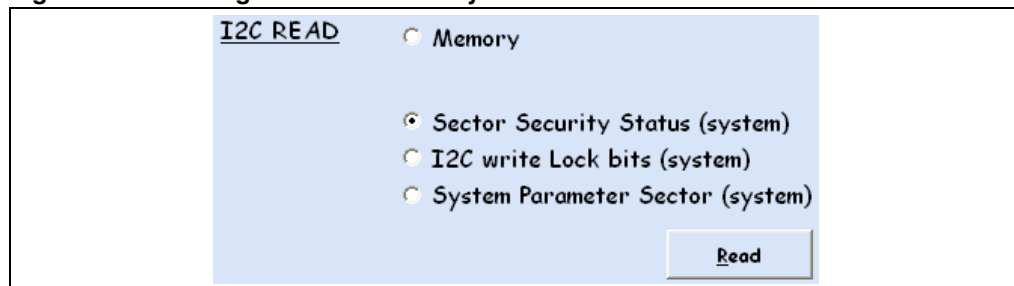 I2C READ
Memory
Sector Security Status (system)
I2C write Lock bits (system)
System Parameter Sector (system)
Read